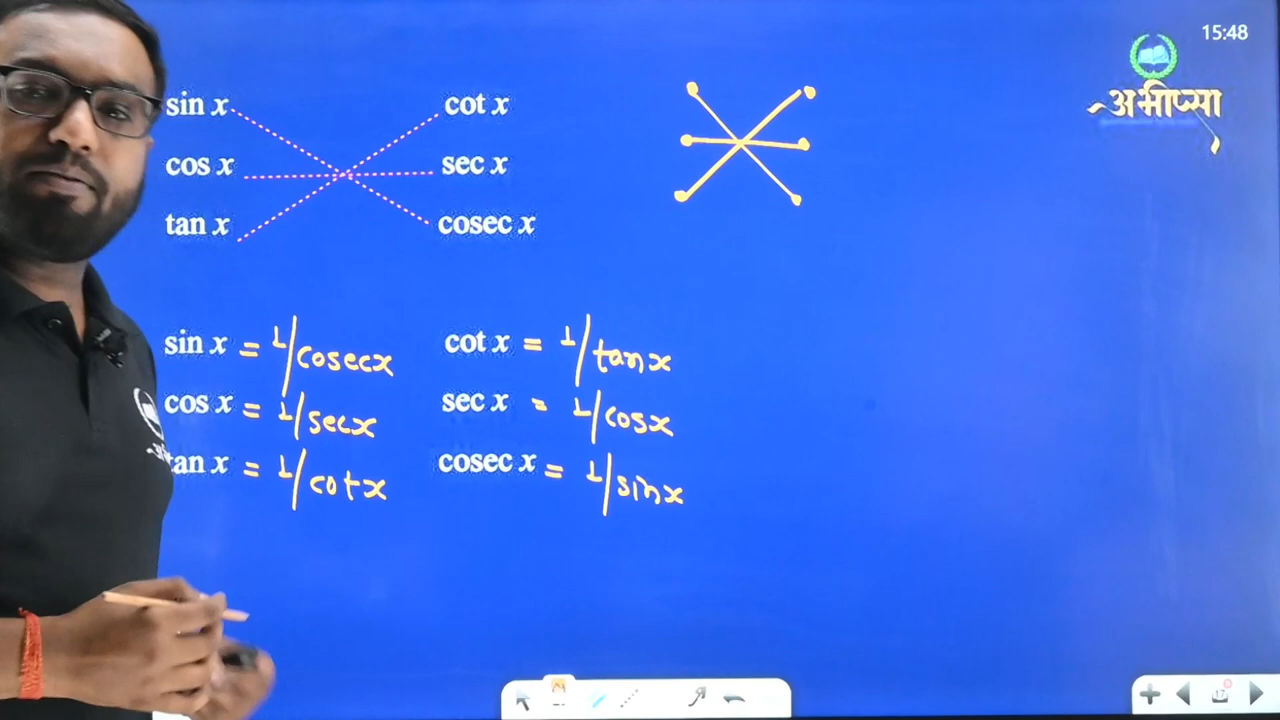 15:48
अभीप्सा
sin x cot x
cos x sec x
tan x cosec x
sin x = 1/cosecx cot x = 1/tanx
cos x = 1/secx sec x = 1/cosx
tan x = 1/cotx cosec x = 1/sinx
17